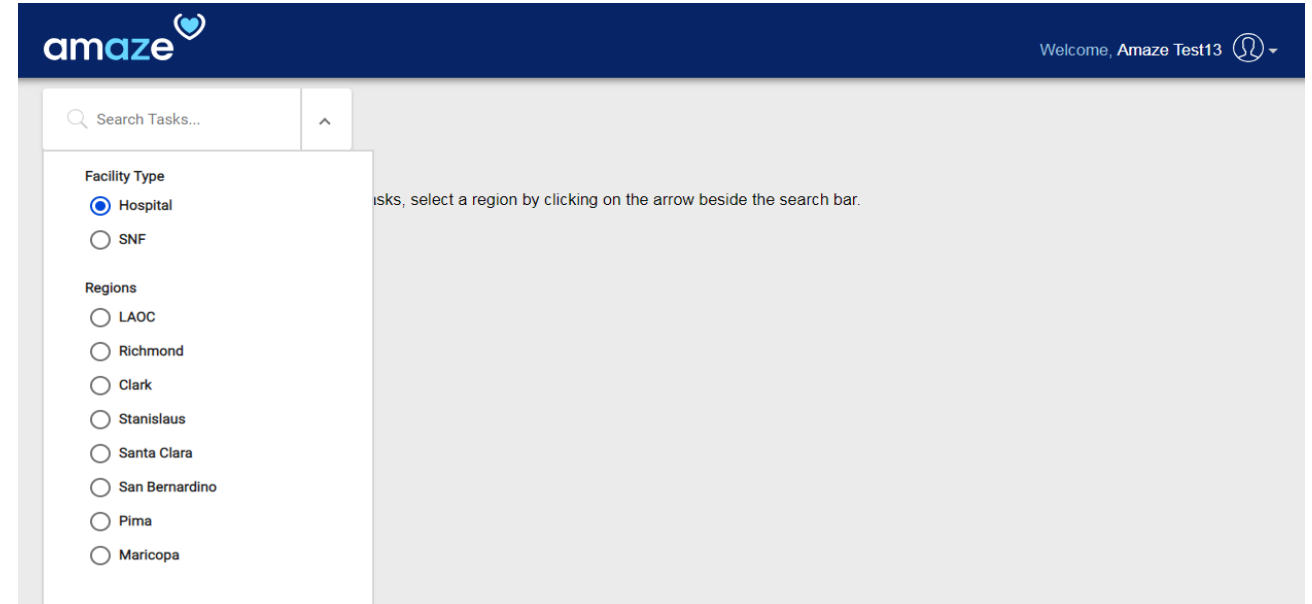 amaze
Welcome, Amaze Test13
Search Tasks...
Facility Type
Hospital
sks, select a region by clicking on the arrow beside the search bar.
SNF
Regions
LAOC
Richmond
Clark
Stanislaus
Santa Clara
San Bernardino
Pima
Maricopa